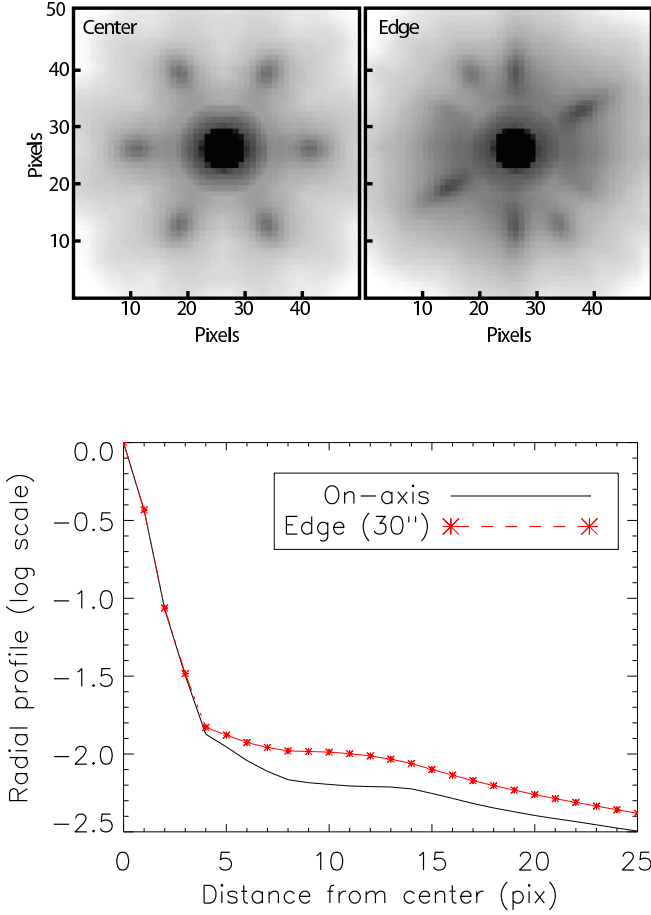 Center
Edge
50
40
30
20
10
Pixels
10 20 30 40
10 20 30 40
Pixels
Pixels
0.0
-0.5
-1.0
-1.5
-2.0
-2.5
Radial profile (log scale)
On-axis
Edge (30")
0 5 10 15 20 25
Distance from center (pix)